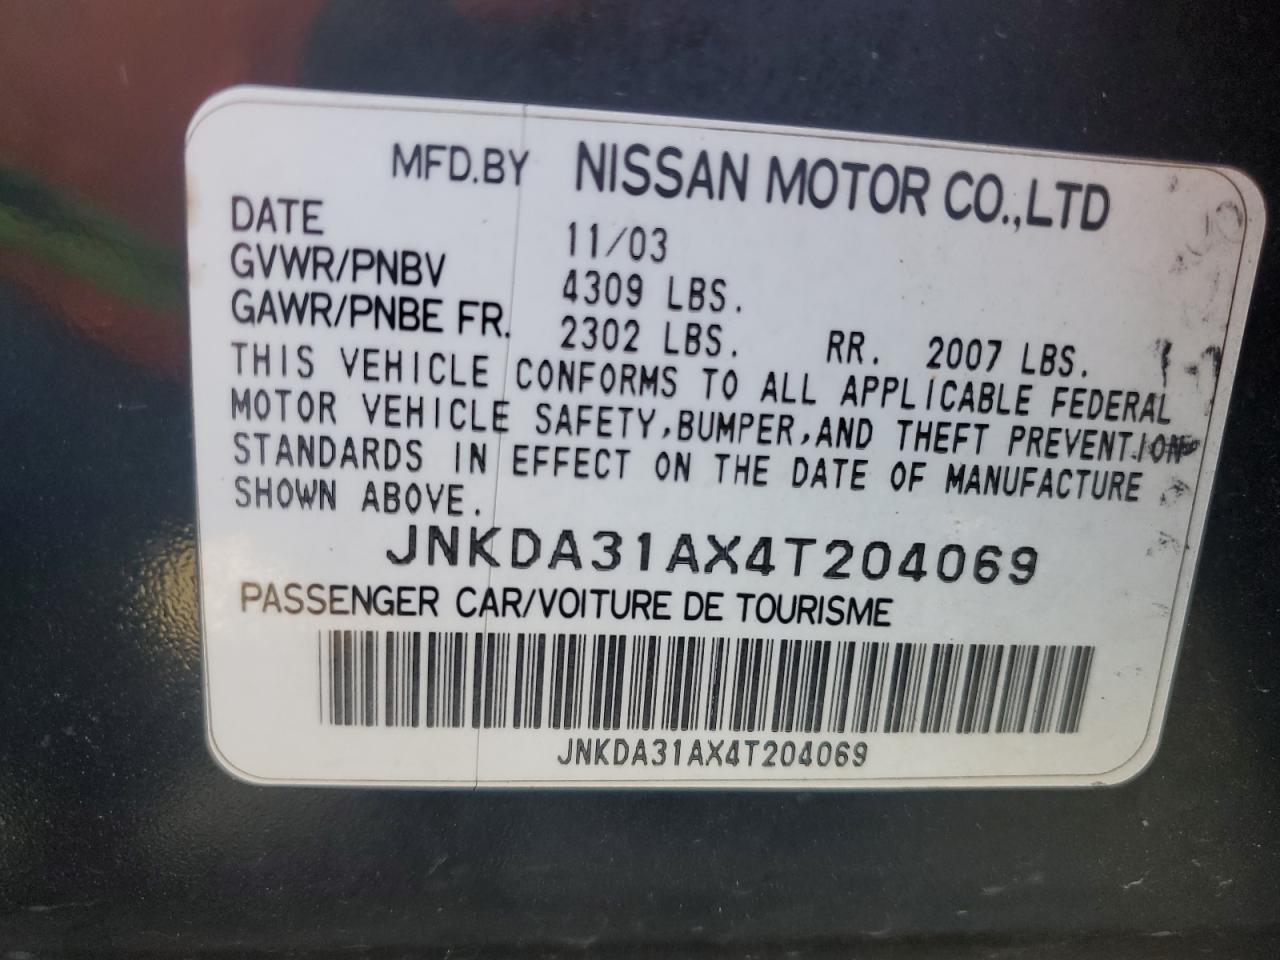 MFD.BY NISSAN MOTOR CO.,LTD
DATE 11/03
GVWR/PNBV 4309 LBS.
GAWR/PNBE FR. 2302 LBS. RR. 2007 LBS.
THIS VEHICLE CONFORMS TO ALL APPLICABLE FEDERAL
MOTOR VEHICLE SAFETY,BUMPER,AND THEFT PREVENTION
STANDARDS IN EFFECT ON THE DATE OF MANUFACTURE
SHOWN ABOVE.
JNKDA31AX4T204069
PASSENGER CAR/VOITURE DE TOURISME
JNKDA31AX4T204069